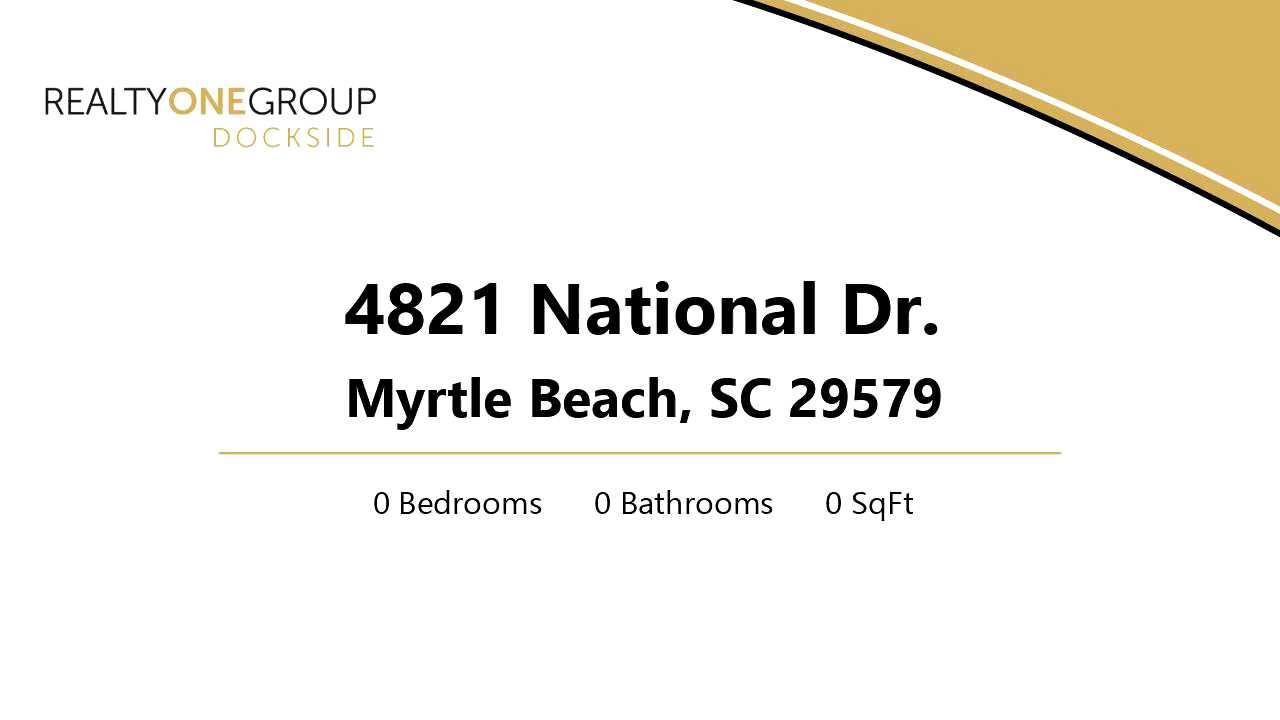 REALTYONEGROUP
DOCKSIDE
4821 National Dr.
Myrtle Beach, SC 29579
0 Bedrooms 0 Bathrooms 0 SqFt